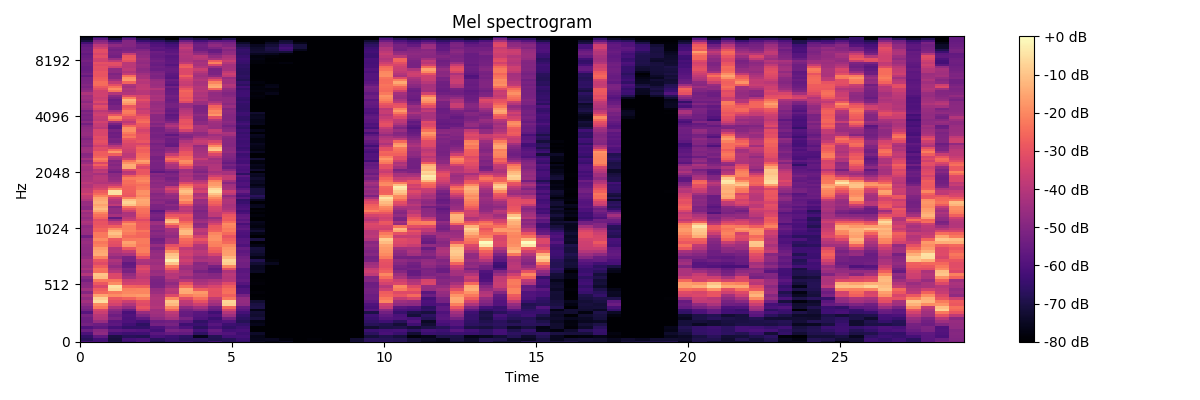 Mel spectrogram
Hz
8192
4096
2048
1024
512
0
0 5 10 15 20 25
Time
+0 dB
-10 dB
-20 dB
-30 dB
-40 dB
-50 dB
-60 dB
-70 dB
-80 dB